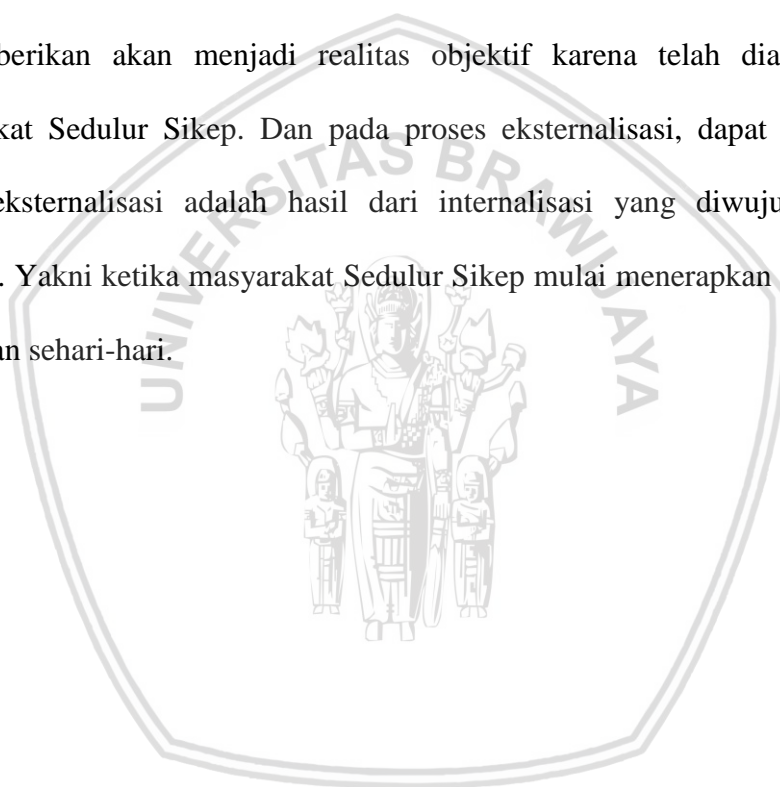 berikan akan menjadi realitas objektif karena telah dia
kat Sedulur Sikep. Dan pada proses eksternalisasi, dapat
eksternalisasi adalah hasil dari internalisasi yang diwuju
. Yakni ketika masyarakat Sedulur Sikep mulai menerapkan
an sehari-hari.
UNIVERSITAS BRAWIJAYA